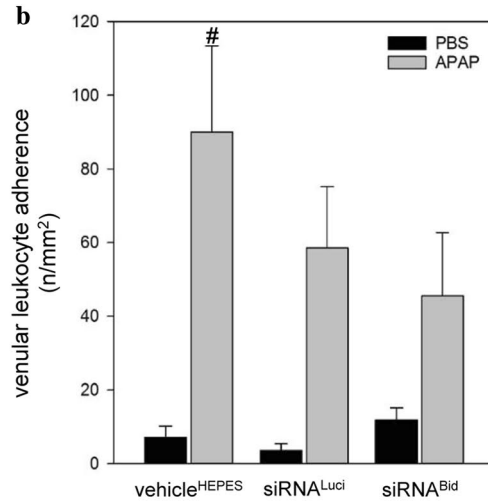 b
120
100
80
60
40
20
0
venular leukocyte adherence
(n/mm²)
#
PBS
APAP
vehicleᴴᴱᴾᴱˢ siRNAᴸᵘᶜⁱ siRNAᴮⁱᵈ